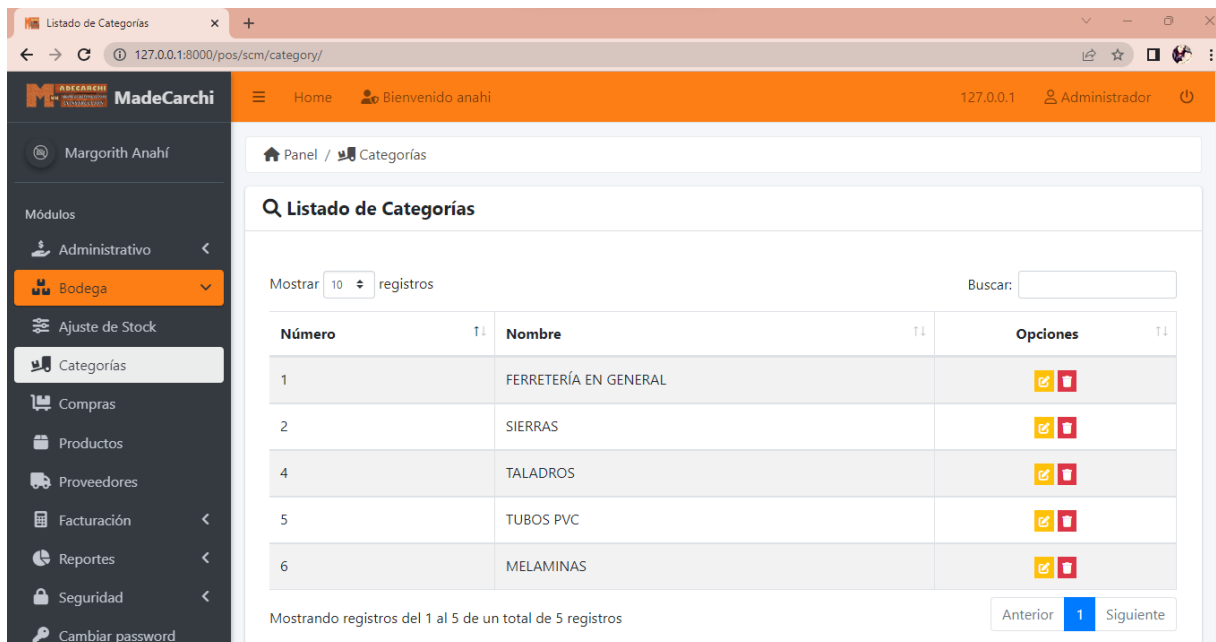 Listado de Categorías
127.0.0.1:8000/pos/scm/category/
MadeCarchi
Home Bienvenido anahi 127.0.0.1 Administrador
Margorith Anahí
Panel / Categorías
Listado de Categorías
Módulos
Administrativo
Bodega
Ajuste de Stock
Categorías
Compras
Productos
Proveedores
Facturación
Reportes
Seguridad
Cambiar password
Mostrar 10 registros Buscar:
Número Nombre Opciones
1 FERRETERÍA EN GENERAL
2 SIERRAS
4 TALADROS
5 TUBOS PVC
6 MELAMINAS
Mostrando registros del 1 al 5 de un total de 5 registros
Anterior 1 Siguiente